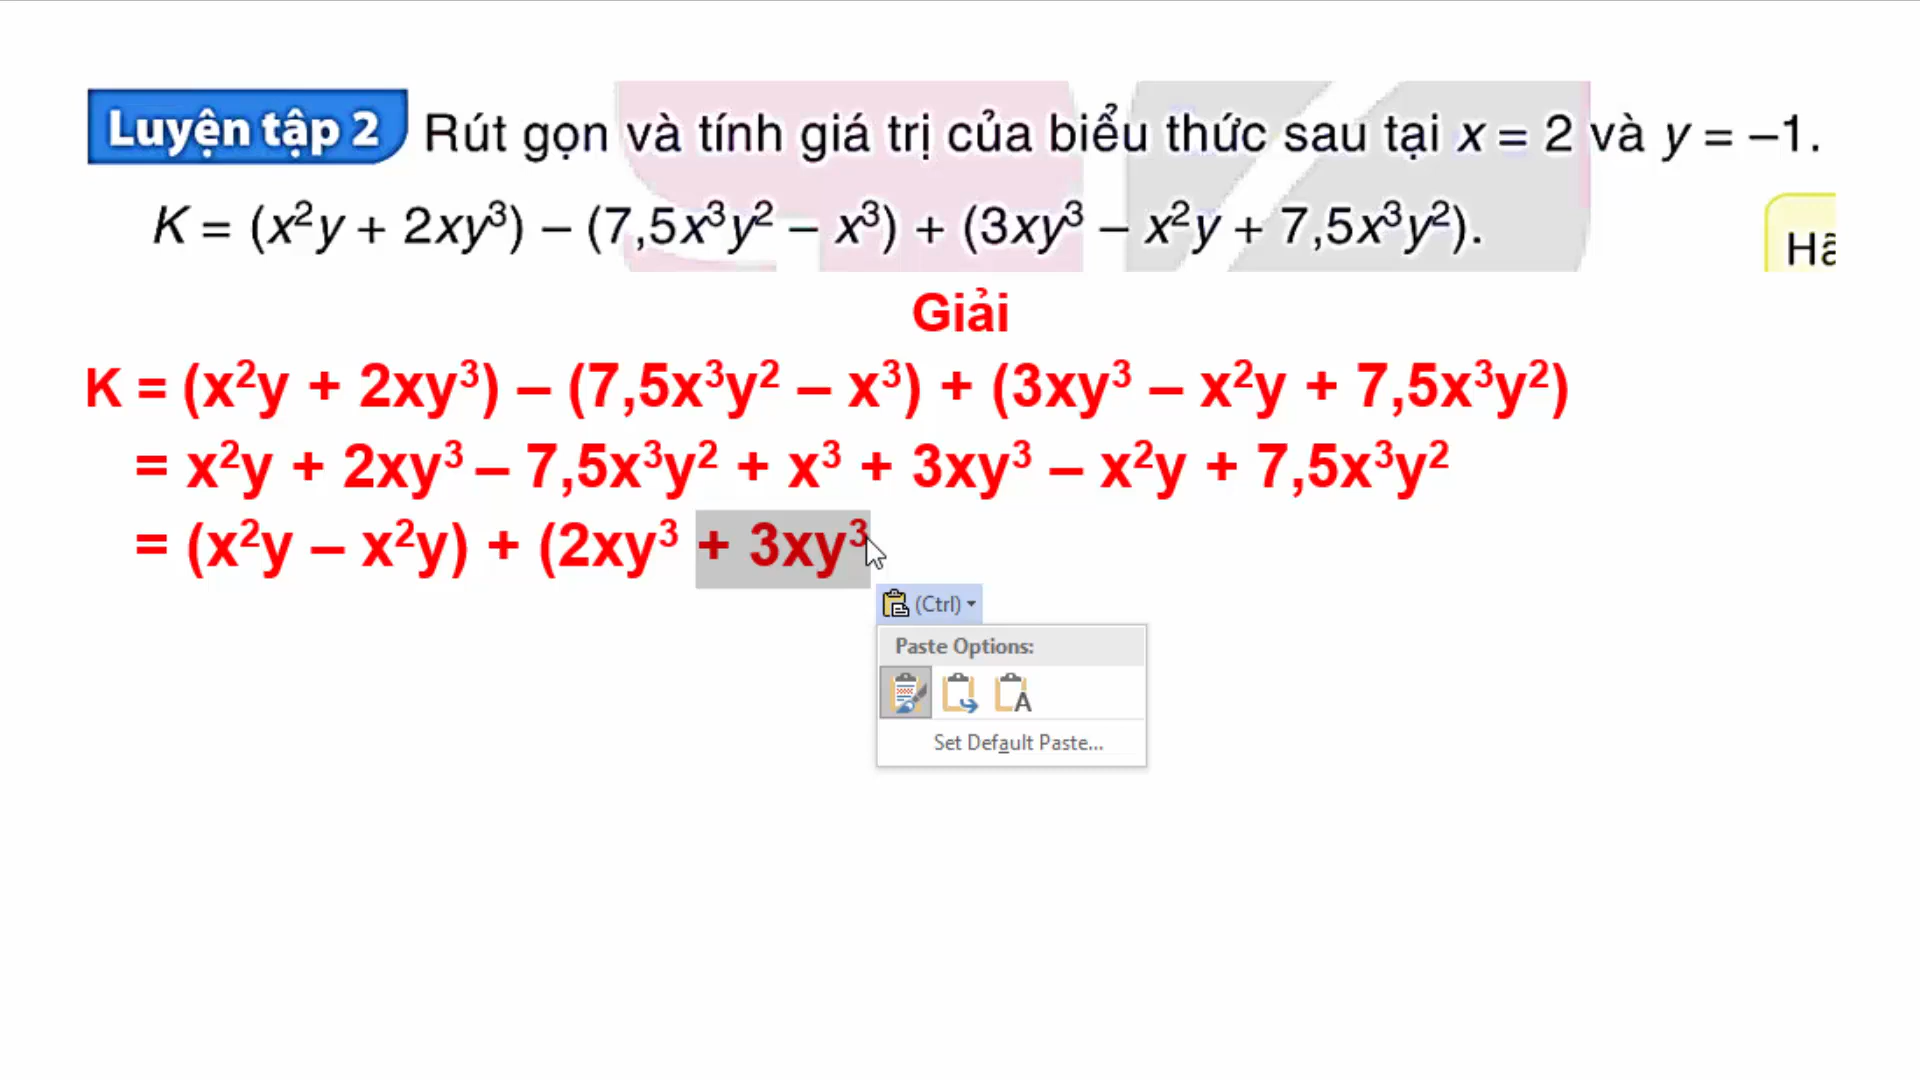 Luyện tập 2 Rút gọn và tính giá trị của biểu thức sau tại x = 2 và y = –1.
K = (x²y + 2xy³) – (7,5x³y² – x³) + (3xy³ – x²y + 7,5x³y²).
Giải
K = (x²y + 2xy³) – (7,5x³y² – x³) + (3xy³ – x²y + 7,5x³y²)
= x²y + 2xy³ – 7,5x³y² + x³ + 3xy³ – x²y + 7,5x³y²
= (x²y – x²y) + (2xy³ + 3xy³
(Ctrl)
Paste Options:
A
Set Default Paste...